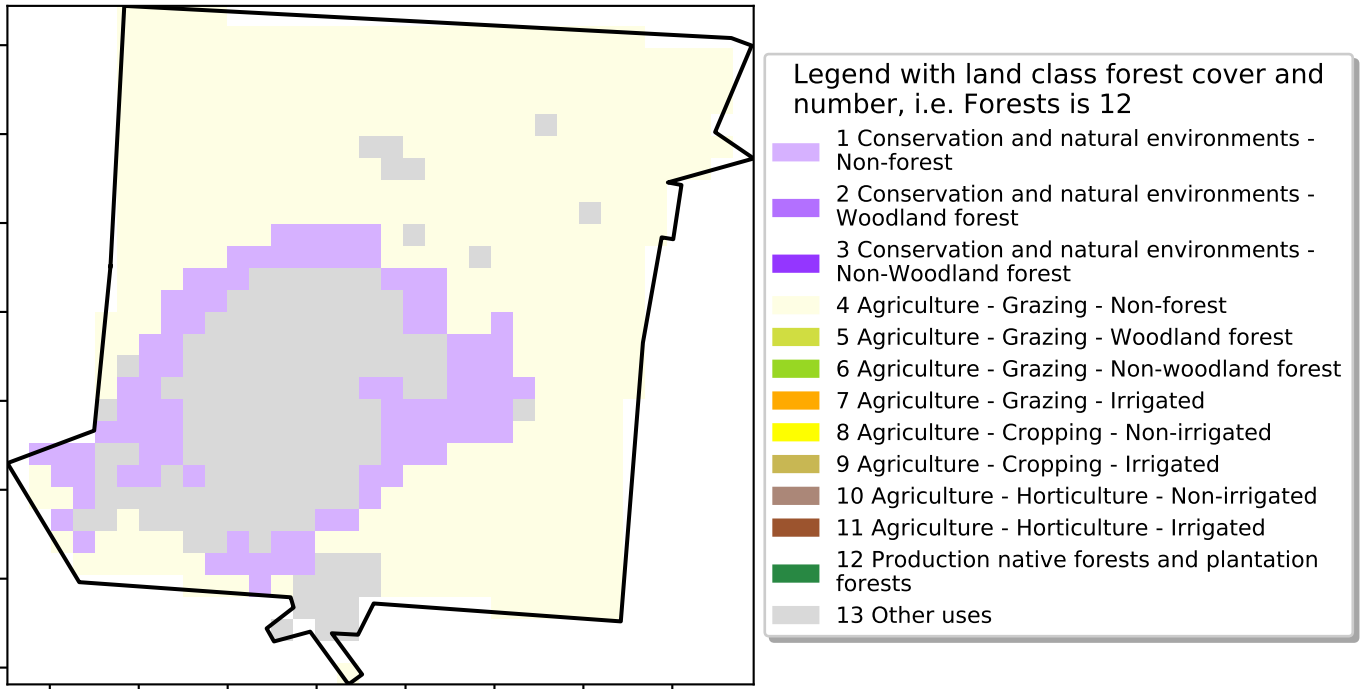 Legend with land class forest cover and
number, i.e. Forests is 12
1 Conservation and natural environments -
Non-forest
2 Conservation and natural environments -
Woodland forest
3 Conservation and natural environments -
Non-Woodland forest
4 Agriculture - Grazing - Non-forest
5 Agriculture - Grazing - Woodland forest
6 Agriculture - Grazing - Non-woodland forest
7 Agriculture - Grazing - Irrigated
8 Agriculture - Cropping - Non-irrigated
9 Agriculture - Cropping - Irrigated
10 Agriculture - Horticulture - Non-irrigated
11 Agriculture - Horticulture - Irrigated
12 Production native forests and plantation
forests
13 Other uses